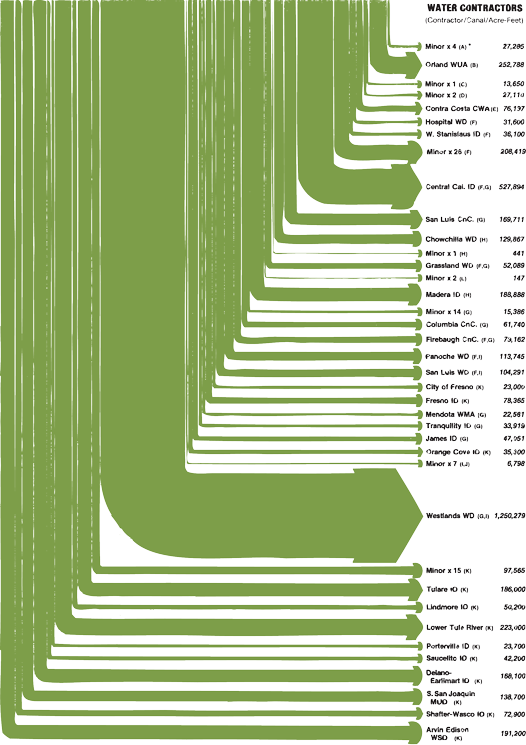 WATER CONTRACTORS
(Contractor/Canal/Acre-Feet)
Minor x 4 (A) * 27,285
Orland WUA (B) 252,788
Minor x 1 (C) 13,650
Minor x 2 (D) 27,110
Contra Costa CWA (E) 76,197
Hospital WD (F) 31,600
W. Stanislaus ID (F) 36,100
Minor x 26 (F) 208,419
Central Cal. ID (F,G) 527,894
San Luis CnC. (G) 169,711
Chowchilla WD (H) 129,867
Minor x 1 (H) 441
Grassland WD (F,G) 52,089
Minor x 2 (L) 147
Madera ID (H) 188,888
Minor x 14 (G) 15,386
Columbia CnC. (G) 61,740
Firebaugh CnC. (F,G) 79,162
Panoche WD (F,I) 113,745
San Luis WD (F,I) 104,291
City of Fresno (K) 23,000
Fresno ID (K) 78,365
Mendota WMA (G) 22,561
Tranquility ID (G) 33,919
James ID (G) 47,051
Orange Cove ID (K) 35,300
Minor x 7 (I,J) 6,798
Westlands WD (G,I) 1,250,279
Minor x 15 (K) 97,565
Tulare ID (K) 186,000
Lindmore ID (K) 50,200
Lower Tule River (K) 223,000
Porterville ID (K) 23,700
Saucelito ID (K) 42,200
Delano-
Earlimart ID (K) 168,100
S. San Joaquin
MUD (K) 138,700
Shafter-Wasco ID (K) 72,900
Arvin Edison
WSD (K) 191,200